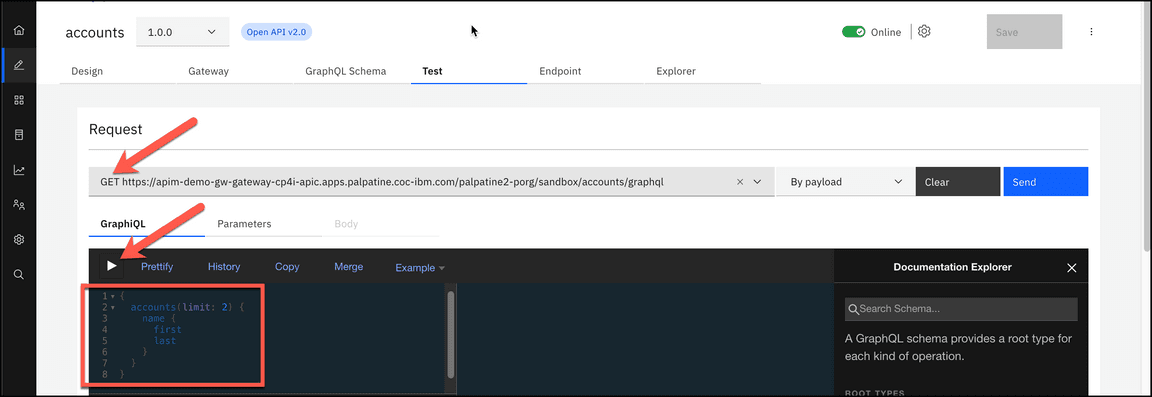 accounts 1.0.0 Open API v2.0 Online Save
Design Gateway GraphQL Schema Test Endpoint Explorer
Request
GET https://apim-demo-gw-gateway-cp4i-apic.apps.palpatine.coc-ibm.com/palpatine2-porg/sandbox/accounts/graphql By payload Clear Send
GraphiQL Parameters Body
Prettify History Copy Merge Example Documentation Explorer
1 {
2 accounts(limit: 2) {
3 name {
4 first
5 last
6 }
7 }
8 }
Search Schema...
A GraphQL schema provides a root type for
each kind of operation.
ROOT TYPES